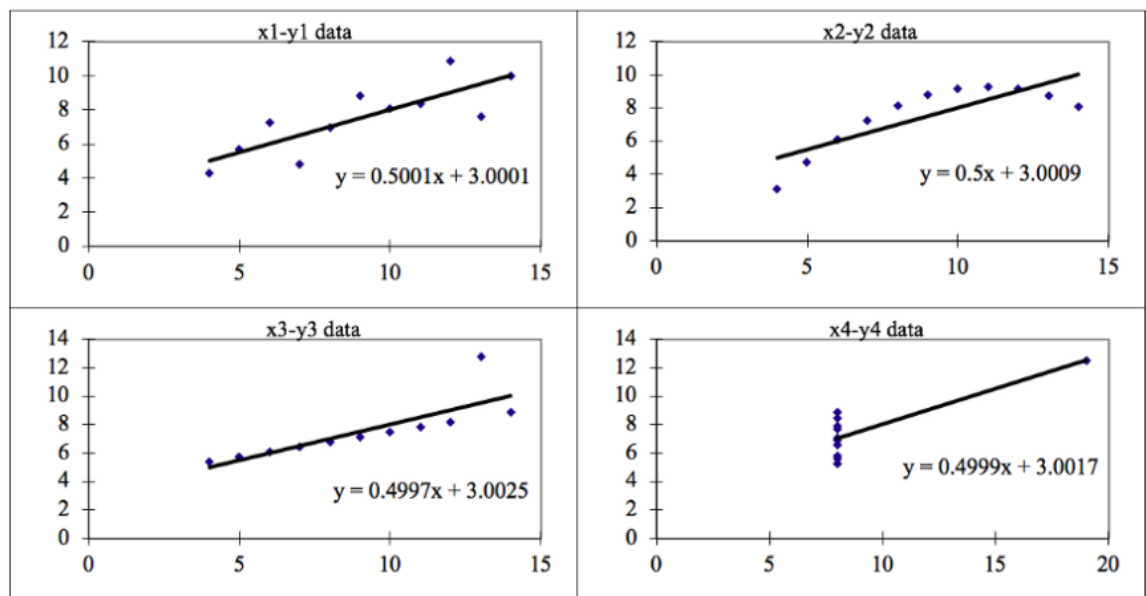 x1-y1 data
12
10
8
6
4
2
0
y = 0.5001x + 3.0001
0 5 10 15
x2-y2 data
12
10
8
6
4
2
0
y = 0.5x + 3.0009
0 5 10 15
x3-y3 data
14
12
10
8
6
4
2
0
y = 0.4997x + 3.0025
0 5 10 15
x4-y4 data
14
12
10
8
6
4
2
0
y = 0.4999x + 3.0017
0 5 10 15 20